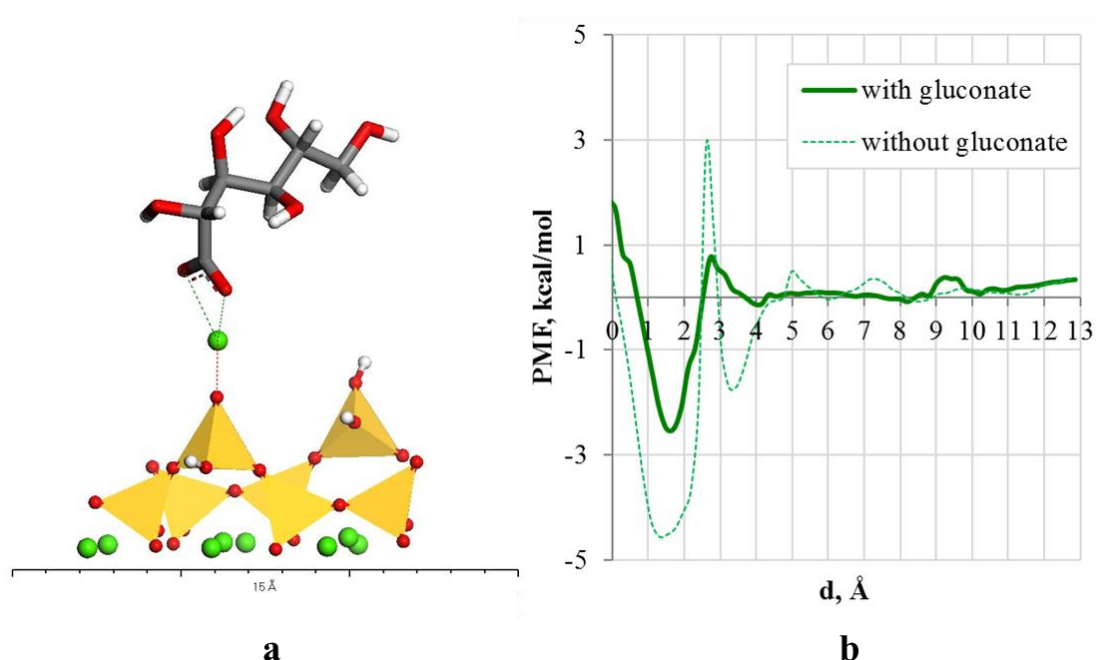 15Å
a
5
3
1
-1
-3
-5
PMF, kcal/mol
with gluconate
without gluconate
0 1 2 3 4 5 6 7 8 9 10 11 12 13
d, Å
b